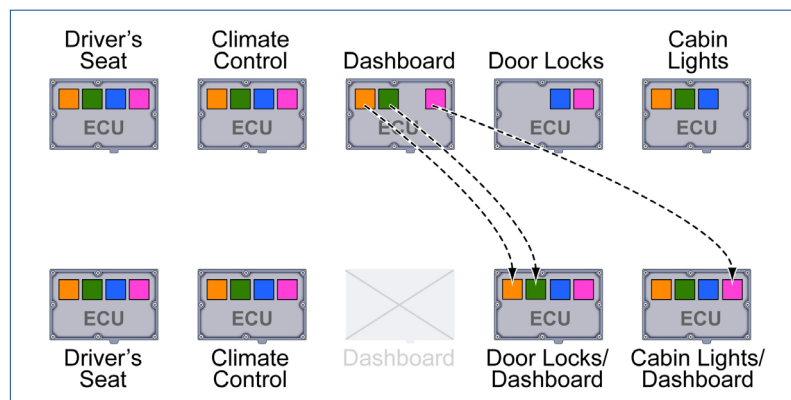 Driver's
Seat
Climate
Control
Dashboard
Door Locks
Cabin
Lights
ECU
ECU
ECU
ECU
ECU
ECU
ECU
ECU
ECU
Driver's
Seat
Climate
Control
Dashboard
Door Locks/
Dashboard
Cabin Lights/
Dashboard